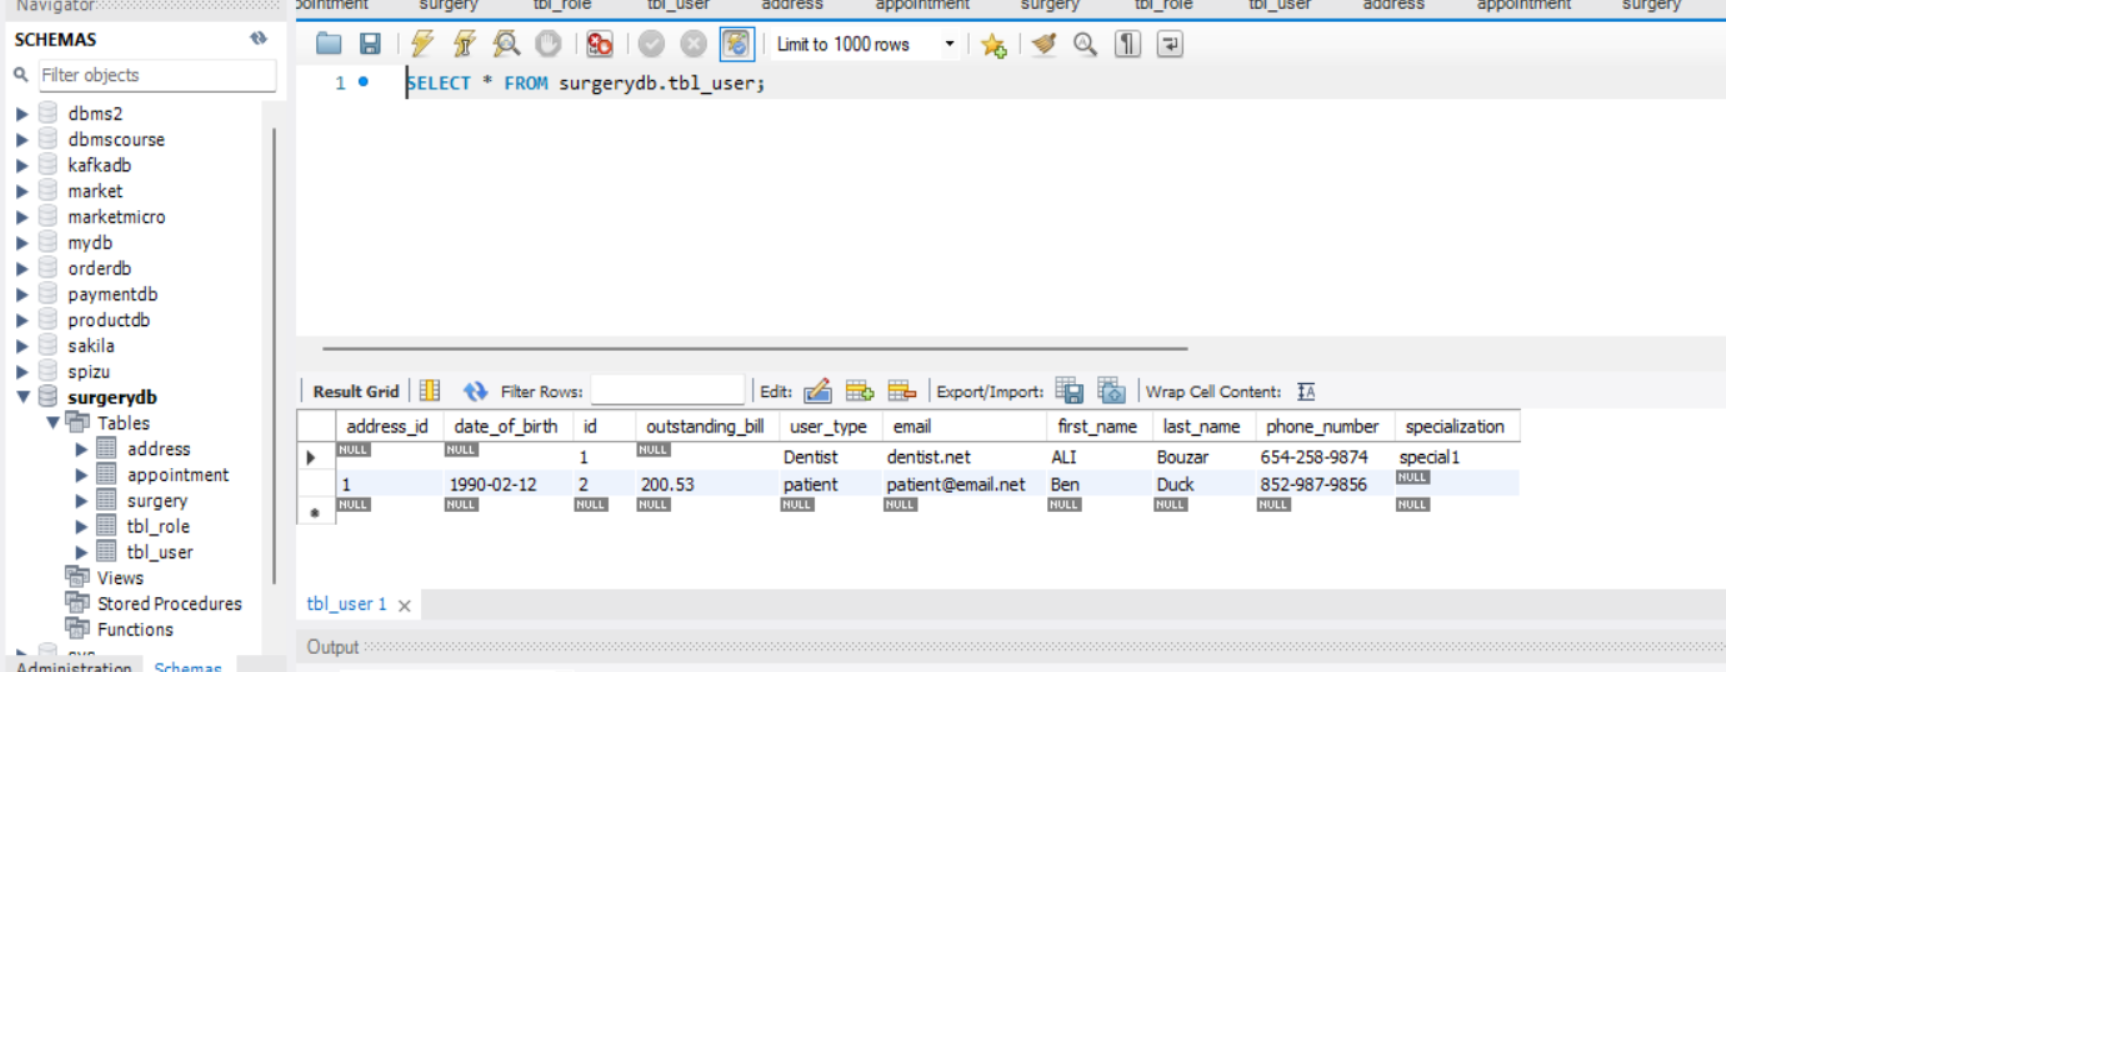 Navigator
pointment surgery tbl_role tbl_user address appointment surgery tbl_role tbl_user address appointment surgery
SCHEMAS
Limit to 1000 rows
Filter objects
1 SELECT * FROM surgerydb.tbl_user;
dbms2
dbmscourse
kafkadb
market
marketmicro
mydb
orderdb
paymentdb
productdb
sakila
spizu
surgerydb
Tables
address
appointment
surgery
tbl_role
tbl_user
Views
Stored Procedures
Functions
sys
Administration Schemas
Result Grid Filter Rows: Edit: Export/Import: Wrap Cell Content: IA
address_id date_of_birth id outstanding_bill user_type email first_name last_name phone_number specialization
NULL NULL 1 NULL Dentist dentist.net ALI Bouzar 654-258-9874 special1
1 1990-02-12 2 200.53 patient patient@email.net Ben Duck 852-987-9856 NULL
NULL NULL NULL NULL NULL NULL NULL NULL NULL NULL
tbl_user 1
Output